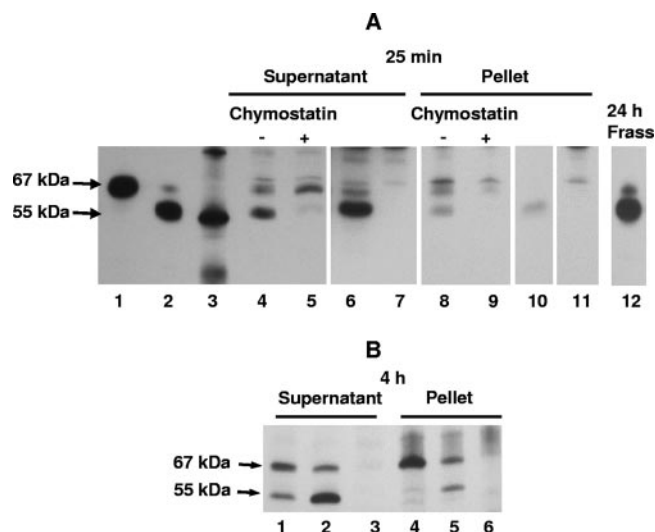 A
25 min
Supernatant Pellet
Chymostatin Chymostatin 24 h
- + - + Frass
67 kDa
55 kDa
1 2 3 4 5 6 7 8 9 10 11 12
B
4 h
Supernatant Pellet
67 kDa
55 kDa
1 2 3 4 5 6